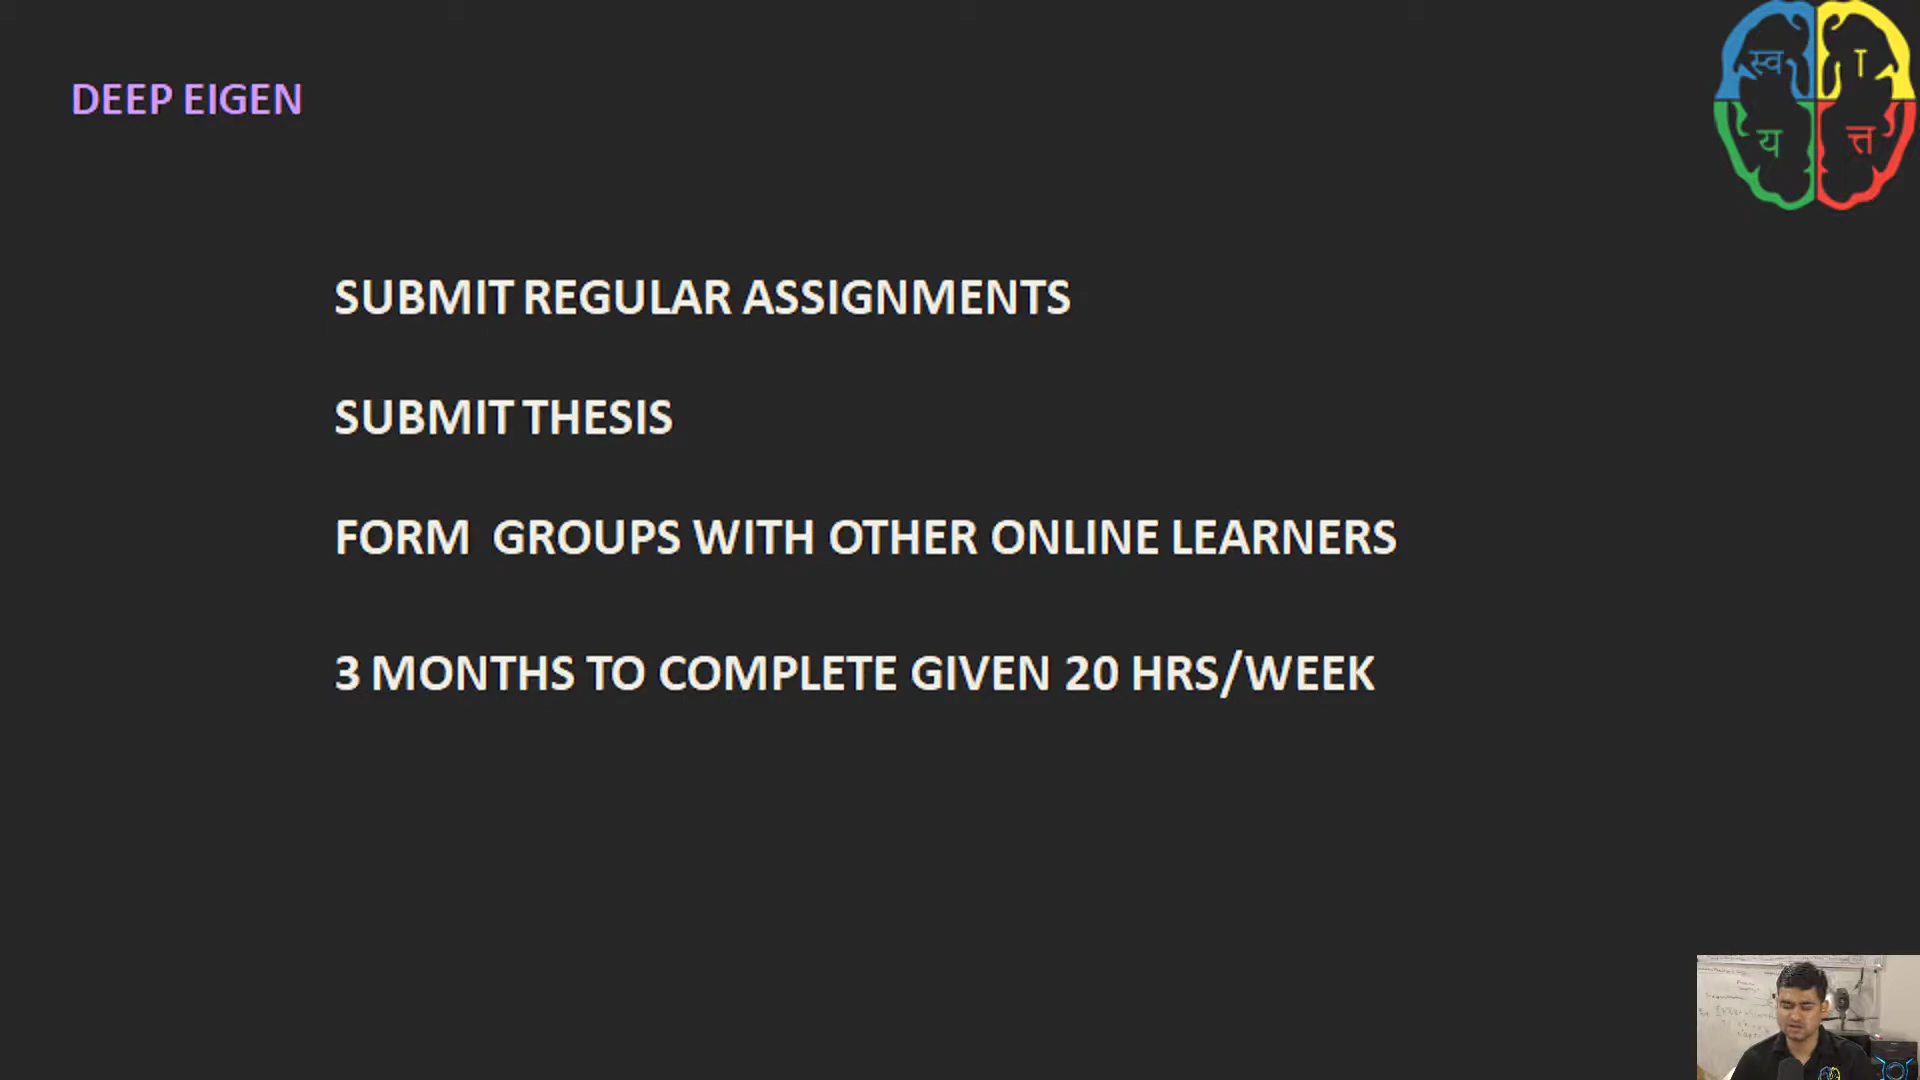 DEEP EIGEN
स्व ा
य त्त
SUBMIT REGULAR ASSIGNMENTS
SUBMIT THESIS
FORM GROUPS WITH OTHER ONLINE LEARNERS
3 MONTHS TO COMPLETE GIVEN 20 HRS/WEEK